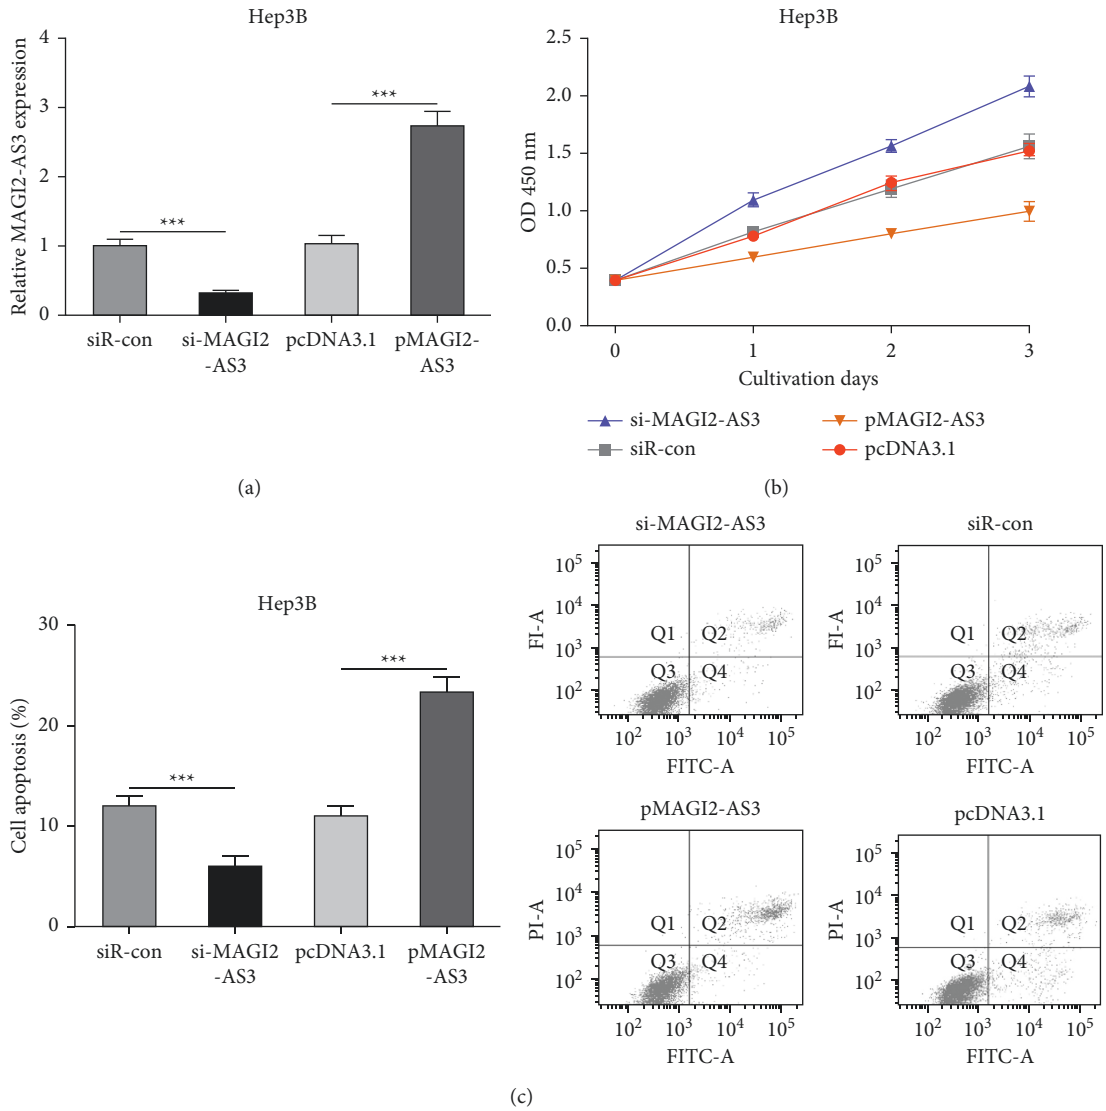 Hep3B
Relative MAGI2-AS3 expression
4
3
2
1
0
***
***
siR-con
si-MAGI2
-AS3
pcDNA3.1
pMAGI2-
AS3
(a)
Hep3B
OD 450 nm
2.5
2.0
1.5
1.0
0.5
0.0
0 1 2 3
Cultivation days
si-MAGI2-AS3
siR-con
pMAGI2-AS3
pcDNA3.1
(b)
Hep3B
Cell apoptosis (%)
30
20
10
0
***
***
siR-con
si-MAGI2
-AS3
pcDNA3.1
pMAGI2
-AS3
si-MAGI2-AS3
FI-A
10^5
10^4
10^3
10^2
Q1 Q2
Q3 Q4
10^2 10^3 10^4 10^5
FITC-A
siR-con
FI-A
10^5
10^4
10^3
10^2
Q1 Q2
Q3 Q4
10^2 10^3 10^4 10^5
FITC-A
pMAGI2-AS3
PI-A
10^5
10^4
10^3
10^2
Q1 Q2
Q3 Q4
10^2 10^3 10^4 10^5
FITC-A
pcDNA3.1
PI-A
10^5
10^4
10^3
10^2
Q1 Q2
Q3 Q4
10^2 10^3 10^4 10^5
FITC-A
(c)